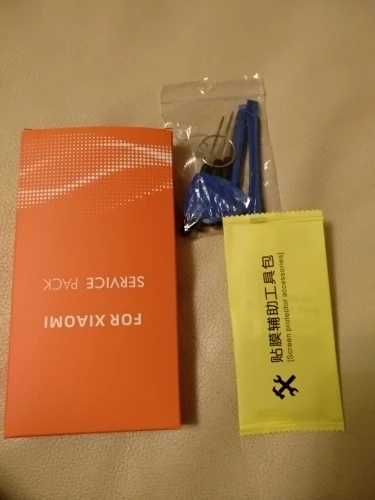 FOR XIAOMI
SERVICE PACK
贴膜辅助工具包
[Screen protector accessories]